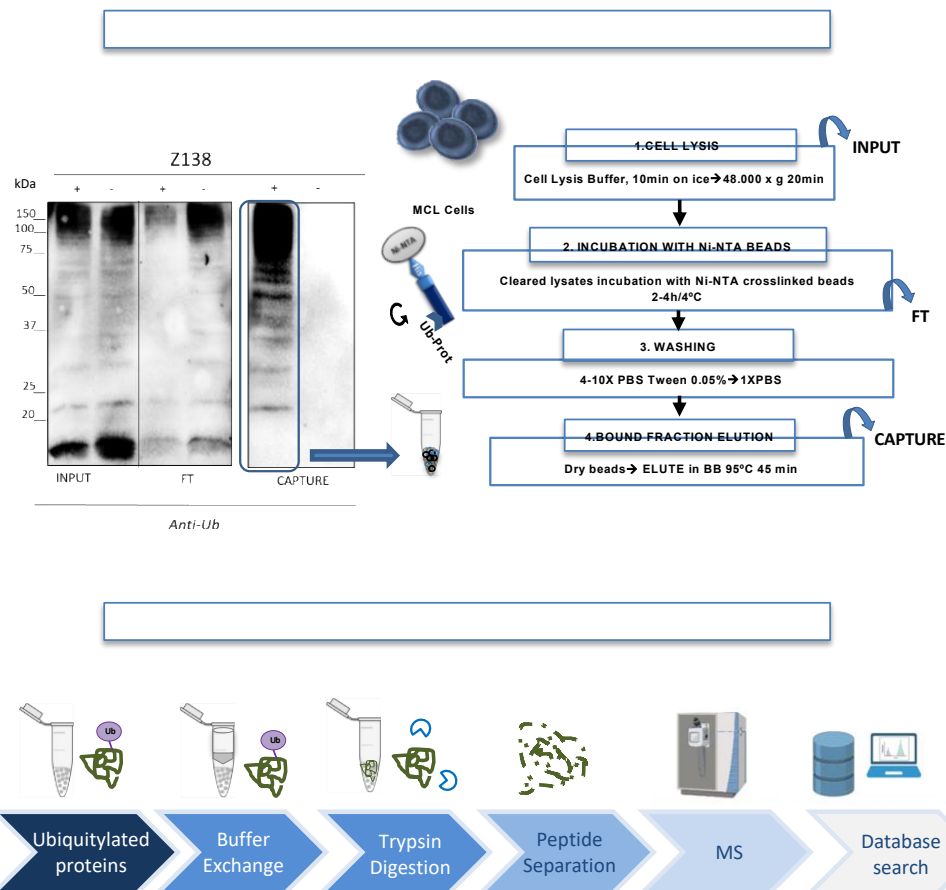 Z138
kDa
+ - + - + -
150
100
75
50
37
25
20
INPUT
FT
CAPTURE
Anti-Ub
MCL Cells
Ni-NTA
Ub-Prot
1.CELL LYSIS
INPUT
Cell Lysis Buffer, 10min on ice→48.000 x g 20min
2. INCUBATION WITH Ni-NTA BEADS
Cleared lysates incubation with Ni-NTA crosslinked beads
2-4h/4ºC
FT
3. WASHING
4-10X PBS Tween 0.05%→1XPBS
4.BOUND FRACTION ELUTION
CAPTURE
Dry beads→ ELUTE in BB 95ºC 45 min
Ub
Ub
Ubiquitylated
proteins
Buffer
Exchange
Trypsin
Digestion
Peptide
Separation
MS
Database
search